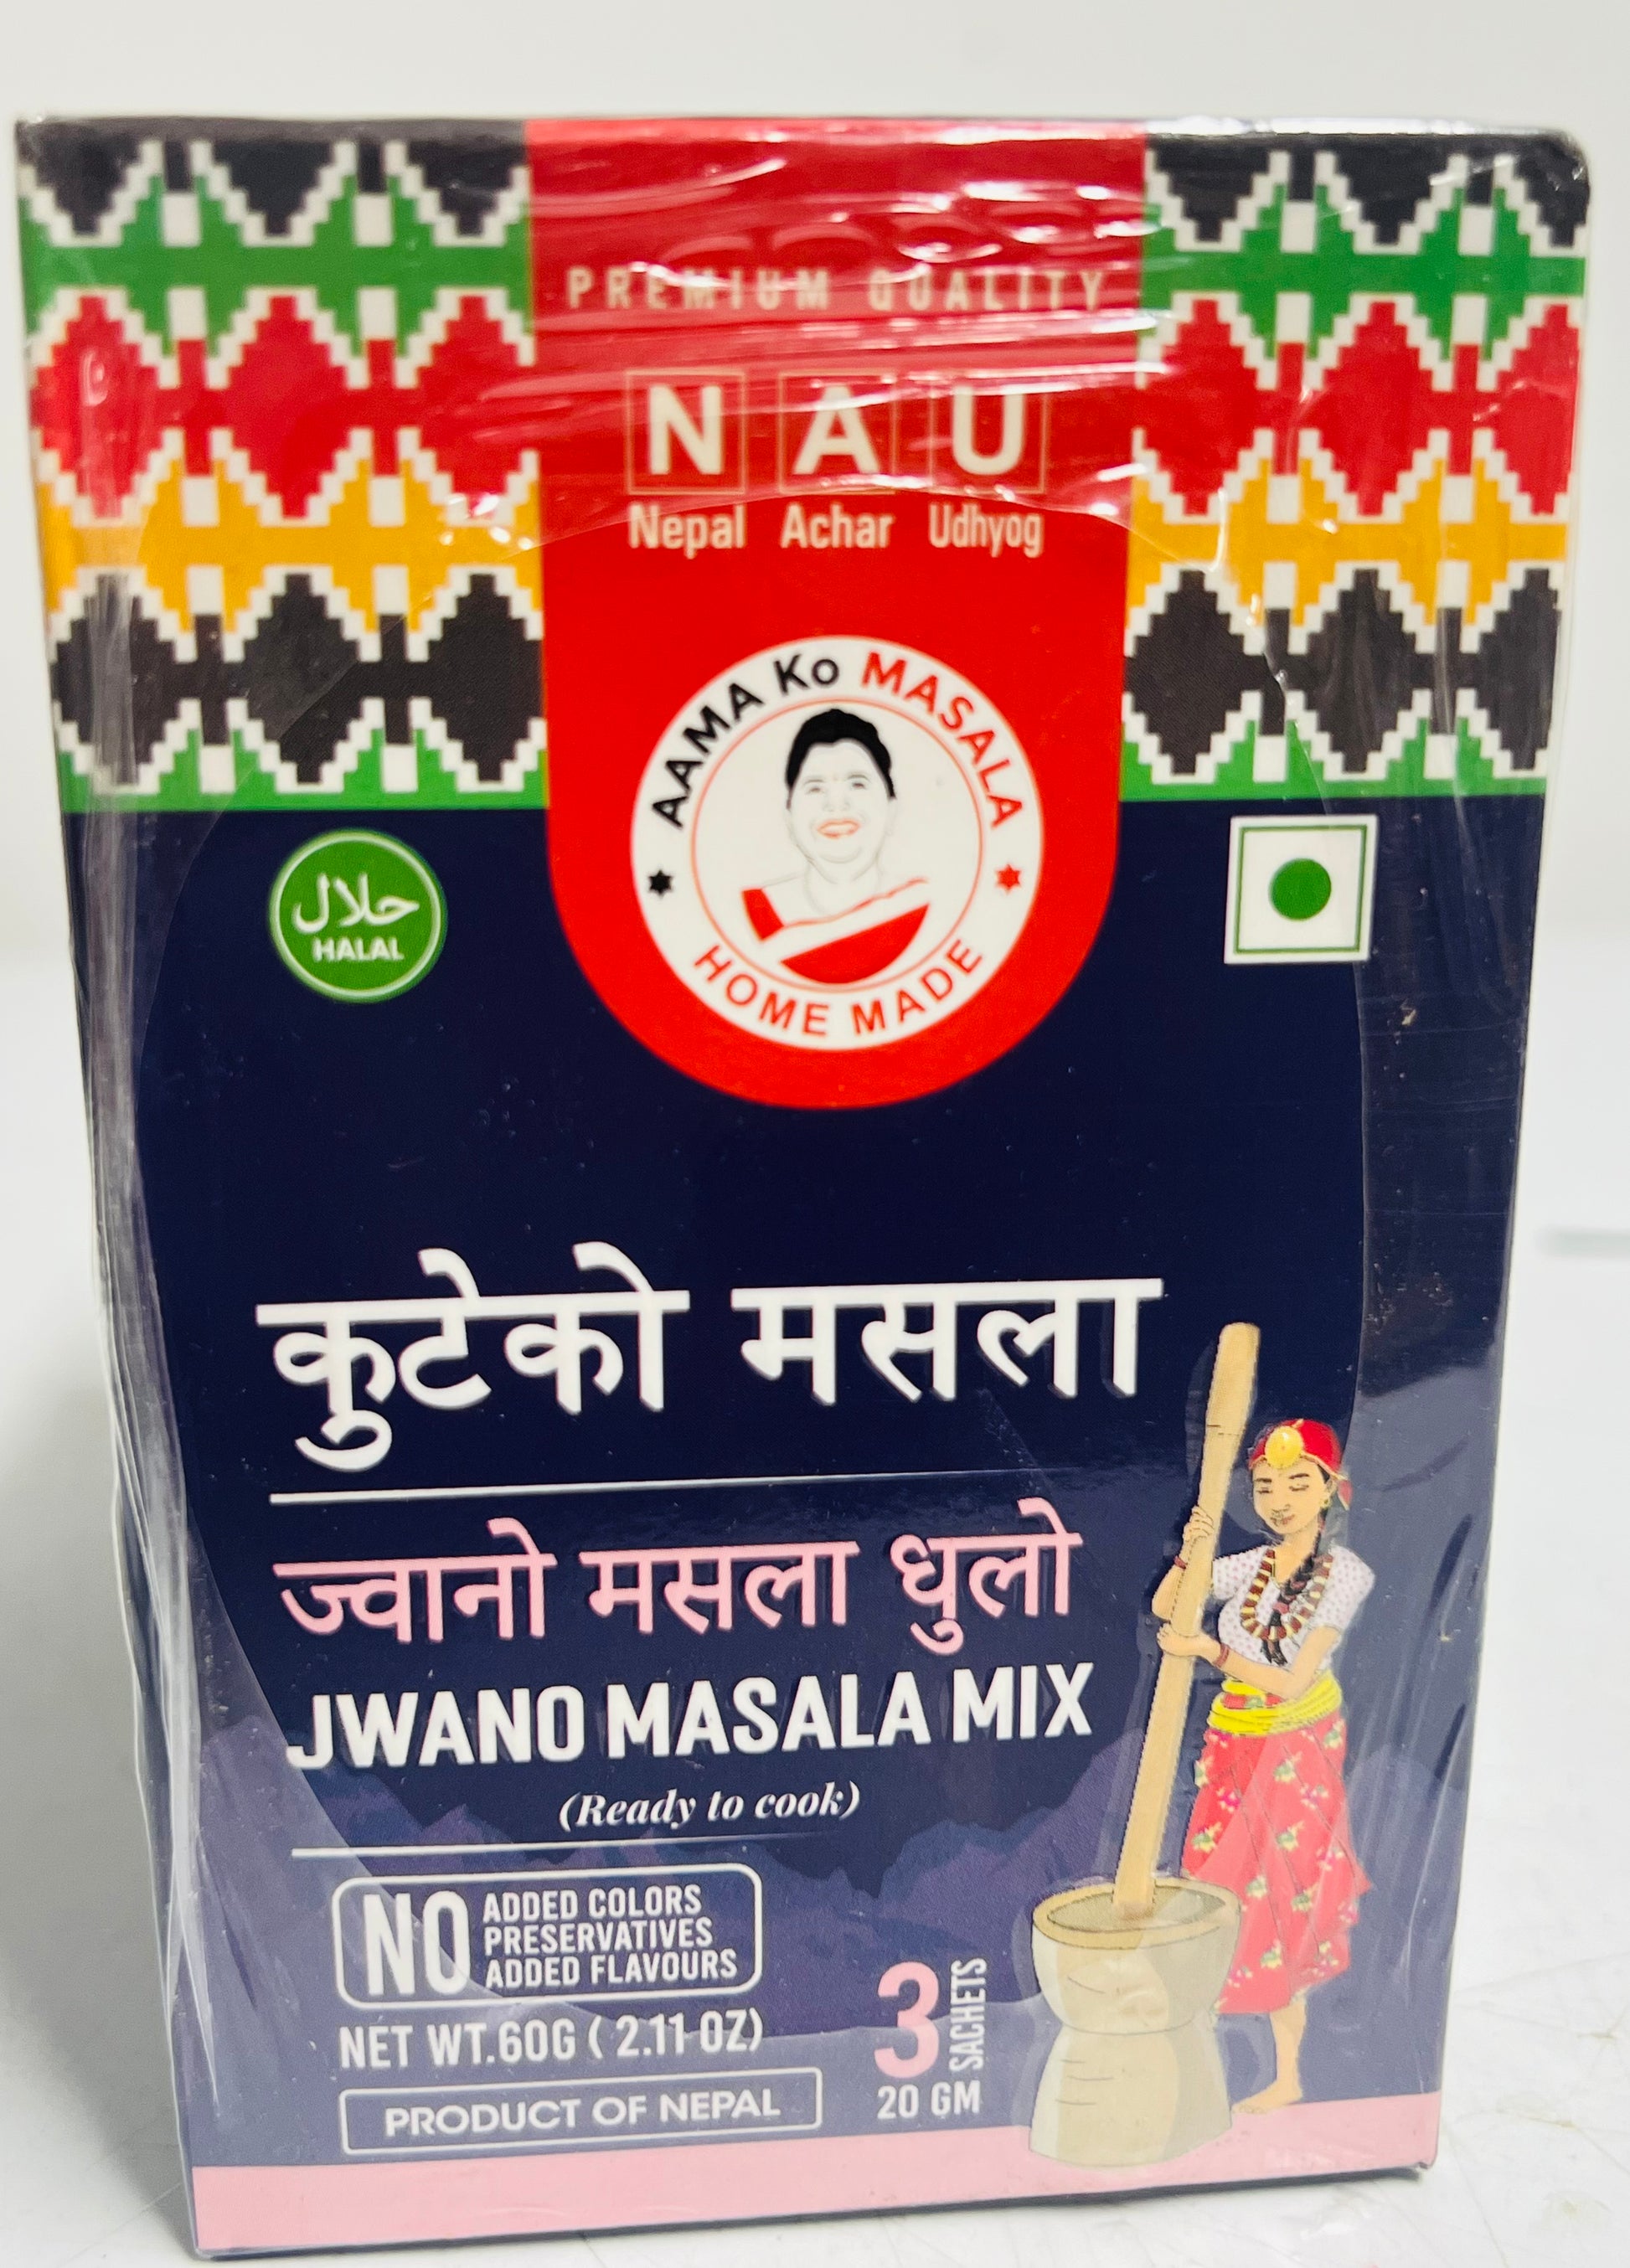 PREMIUM QUALITY
N A U
Nepal Achar Udhyog
AAMA Ko MASALA
HOME MADE
حلال
HALAL
कुटेको मसला
ज्वानो मसला धुलो
JWANO MASALA MIX
(Ready to cook)
NO ADDED COLORS
PRESERVATIVES
ADDED FLAVOURS
NET WT.60G ( 2.11 OZ)
3 SACHETS
20 GM
PRODUCT OF NEPAL